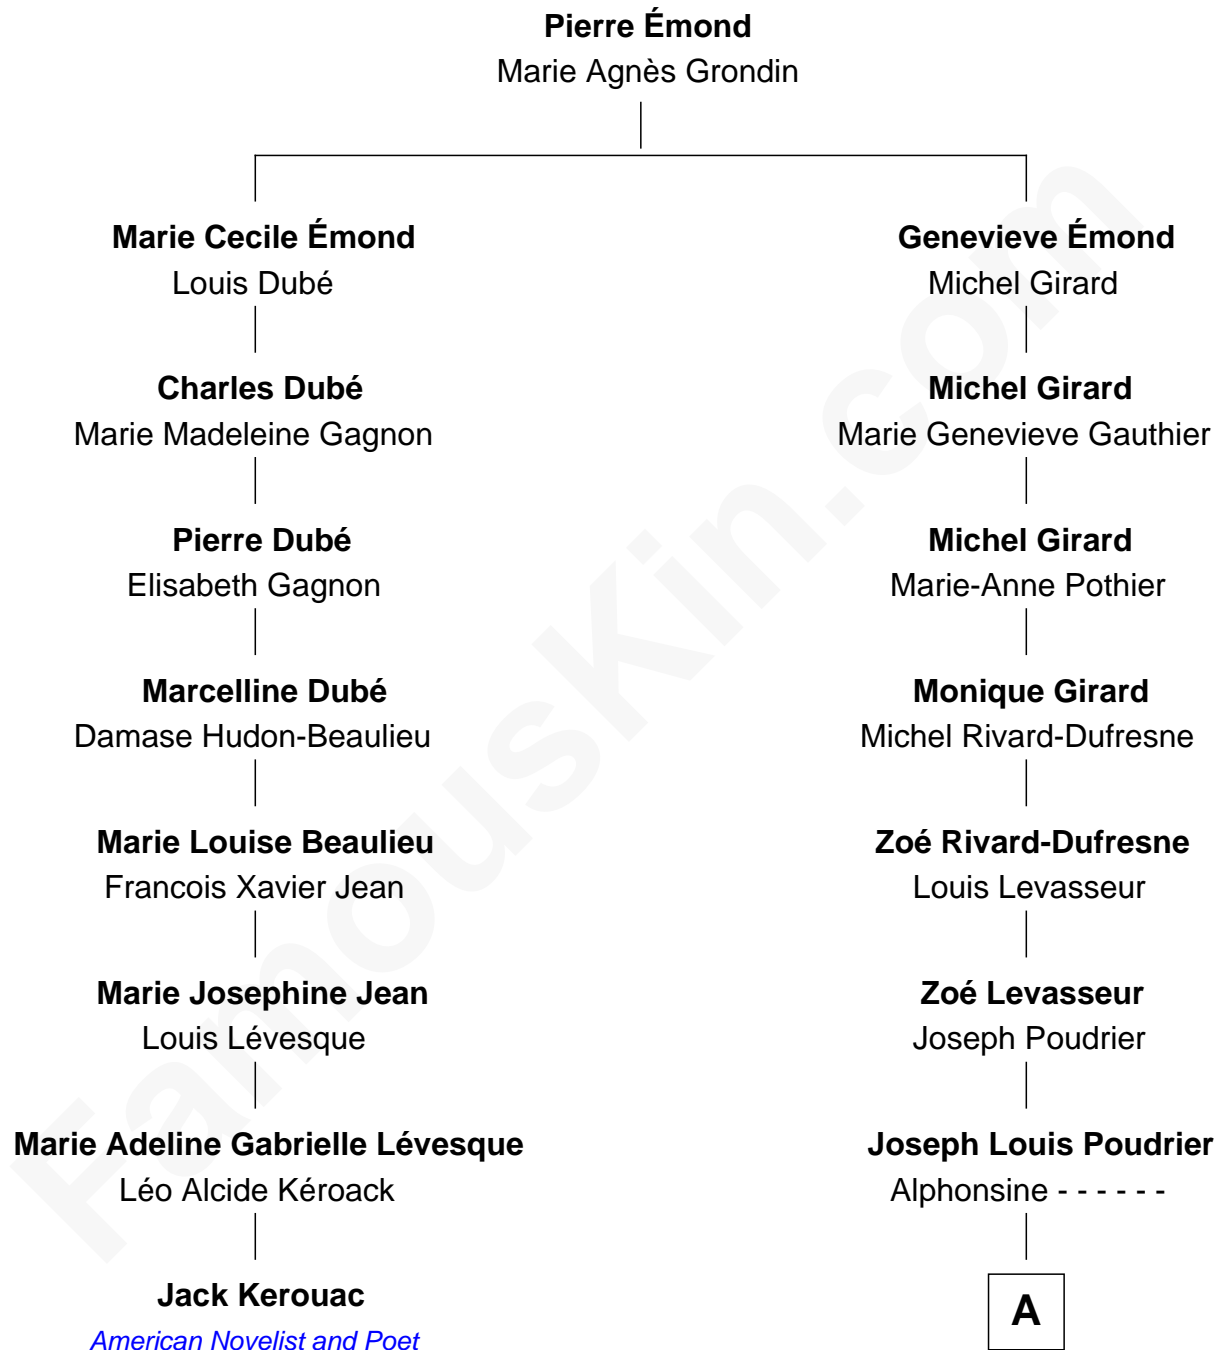 Pierre Émond
Marie Agnès Grondin
Marie Cecile Émond
Louis Dubé
Genevieve Émond
Michel Girard
Charles Dubé
Marie Madeleine Gagnon
Michel Girard
Marie Genevieve Gauthier
Pierre Dubé
Elisabeth Gagnon
Michel Girard
Marie-Anne Pothier
Marcelline Dubé
Damase Hudon-Beaulieu
Monique Girard
Michel Rivard-Dufresne
Marie Louise Beaulieu
Francois Xavier Jean
Zoé Rivard-Dufresne
Louis Levasseur
Marie Josephine Jean
Louis Lévesque
Zoé Levasseur
Joseph Poudrier
Marie Adeline Gabrielle Lévesque
Léo Alcide Kéroack
Joseph Louis Poudrier
Alphonsine - - - - - -
Jack Kerouac
American Novelist and Poet
A
FamousKin.com